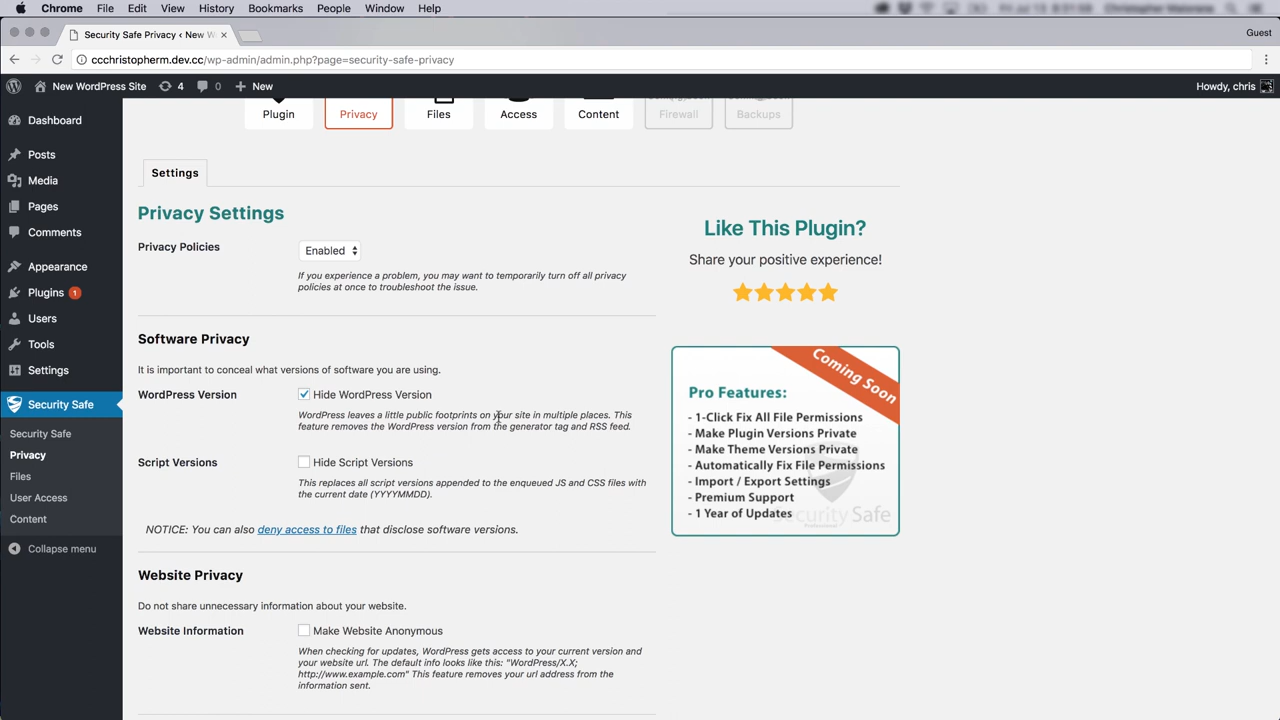 Chrome File Edit View History Bookmarks People Window Help
Security Safe Privacy ‹ New W
Guest
ccchristopherm.dev.cc/wp-admin/admin.php?page=security-safe-privacy
New WordPress Site 4 0 New
Howdy, chris
Plugin Privacy Files Access Content Firewall Backups
Dashboard
Posts
Media
Pages
Comments
Appearance
Plugins 1
Users
Tools
Settings
Security Safe
Security Safe
Privacy
Files
User Access
Content
Collapse menu
Settings
Privacy Settings
Privacy Policies
Enabled
If you experience a problem, you may want to temporarily turn off all privacy
policies at once to troubleshoot the issue.
Software Privacy
It is important to conceal what versions of software you are using.
WordPress Version
Hide WordPress Version
WordPress leaves a little public footprints on your site in multiple places. This
feature removes the WordPress version from the generator tag and RSS feed.
Script Versions
Hide Script Versions
This replaces all script versions appended to the enqueued JS and CSS files with
the current date (YYYYMMDD).
NOTICE: You can also deny access to files that disclose software versions.
Website Privacy
Do not share unnecessary information about your website.
Website Information
Make Website Anonymous
When checking for updates, WordPress gets access to your current version and
your website url. The default info looks like this: "WordPress/X.X;
http://www.example.com" This feature removes your url address from the
information sent.
Like This Plugin?
Share your positive experience!
Coming Soon
Pro Features:
- 1-Click Fix All File Permissions
- Make Plugin Versions Private
- Make Theme Versions Private
- Automatically Fix File Permissions
- Import / Export Settings
- Premium Support
- 1 Year of Updates
Security Safe